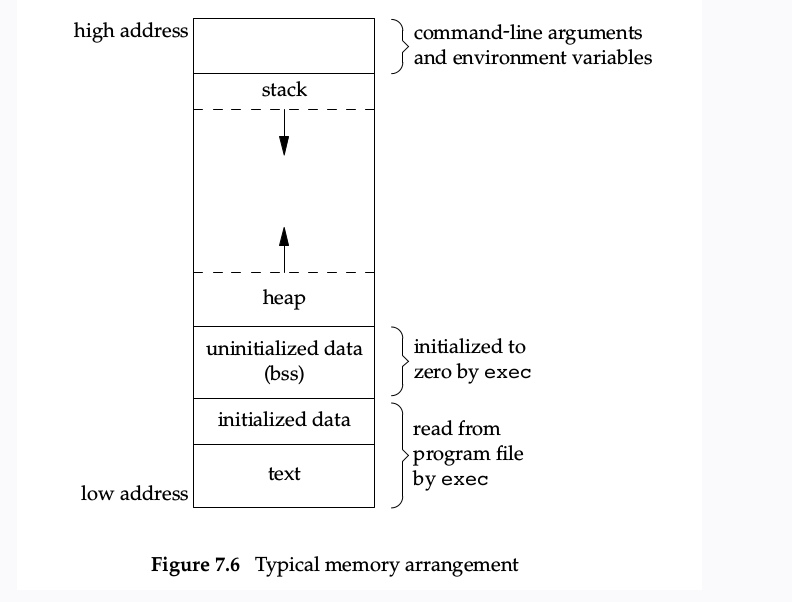 high address
command-line arguments
and environment variables
stack
heap
uninitialized data
(bss)
initialized to
zero by exec
initialized data
read from
program file
by exec
text
low address
Figure 7.6 Typical memory arrangement